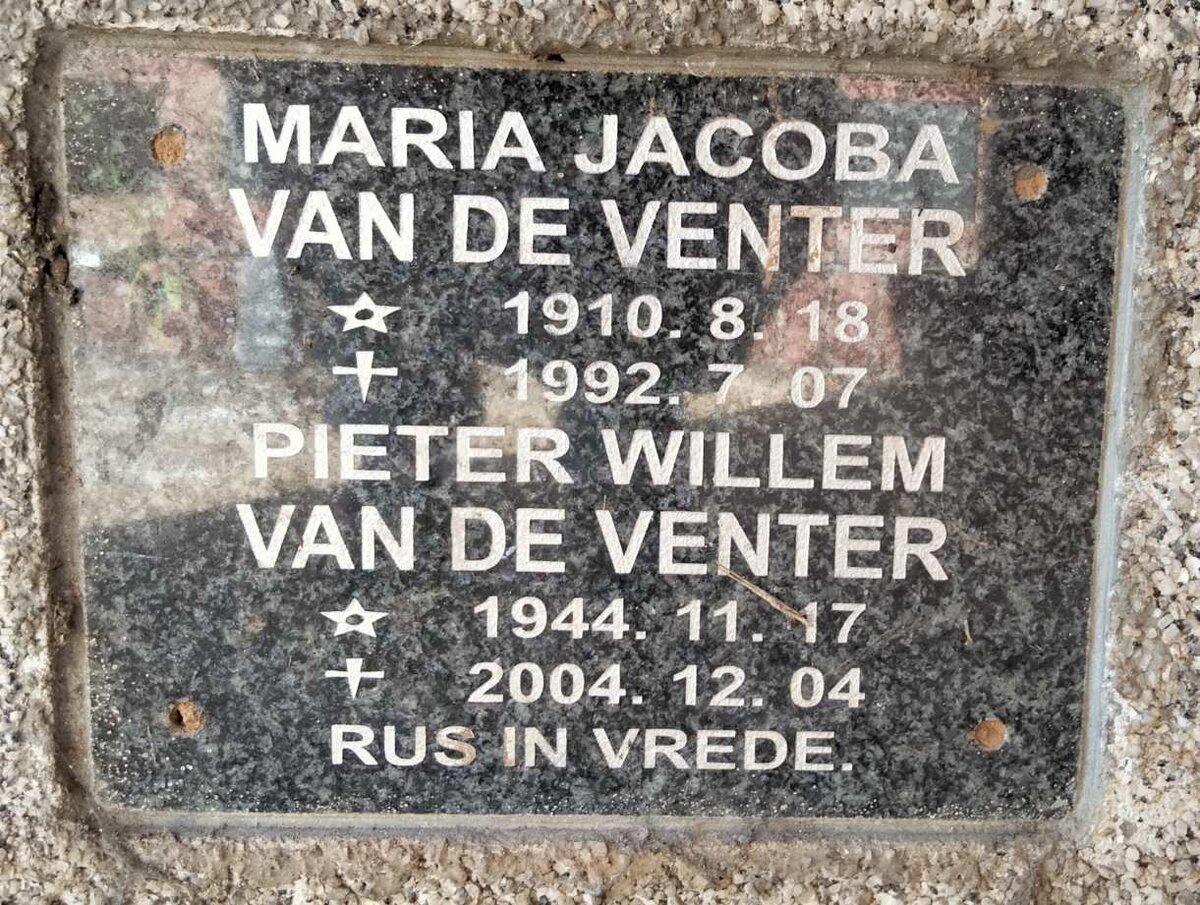 MARIA JACOBA
VAN DE VENTER
☆ 1910. 8. 18
✝ 1992. 7. 07
PIETER WILLEM
VAN DE VENTER
☆ 1944. 11. 17
✝ 2004. 12. 04
RUS IN VREDE.